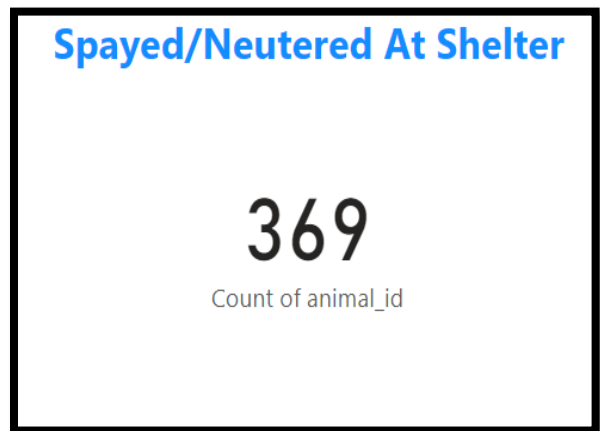 Spayed/Neutered At Shelter
369
Count of animal_id